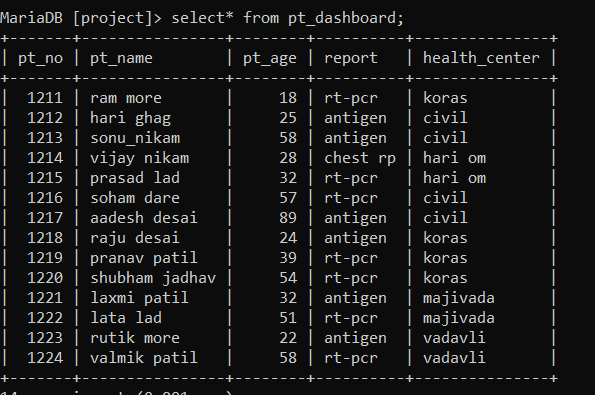 MariaDB [project]> select* from pt_dashboard;
+-------+----------------+--------+----------+---------------+
| pt_no | pt_name        | pt_age | report   | health_center |
+-------+----------------+--------+----------+---------------+
|  1211 | ram more       |     18 | rt-pcr   | koras         |
|  1212 | hari ghag      |     25 | antigen  | civil         |
|  1213 | sonu_nikam     |     58 | antigen  | civil         |
|  1214 | vijay nikam    |     28 | chest rp | hari om       |
|  1215 | prasad lad     |     32 | rt-pcr   | hari om       |
|  1216 | soham dare     |     57 | rt-pcr   | civil         |
|  1217 | aadesh desai   |     89 | antigen  | civil         |
|  1218 | raju desai     |     24 | antigen  | koras         |
|  1219 | pranav patil   |     39 | rt-pcr   | koras         |
|  1220 | shubham jadhav |     54 | rt-pcr   | koras         |
|  1221 | laxmi patil    |     32 | antigen  | majivada      |
|  1222 | lata lad       |     51 | rt-pcr   | majivada      |
|  1223 | rutik more     |     22 | antigen  | vadavli       |
|  1224 | valmik patil   |     58 | rt-pcr   | vadavli       |
+-------+----------------+--------+----------+---------------+